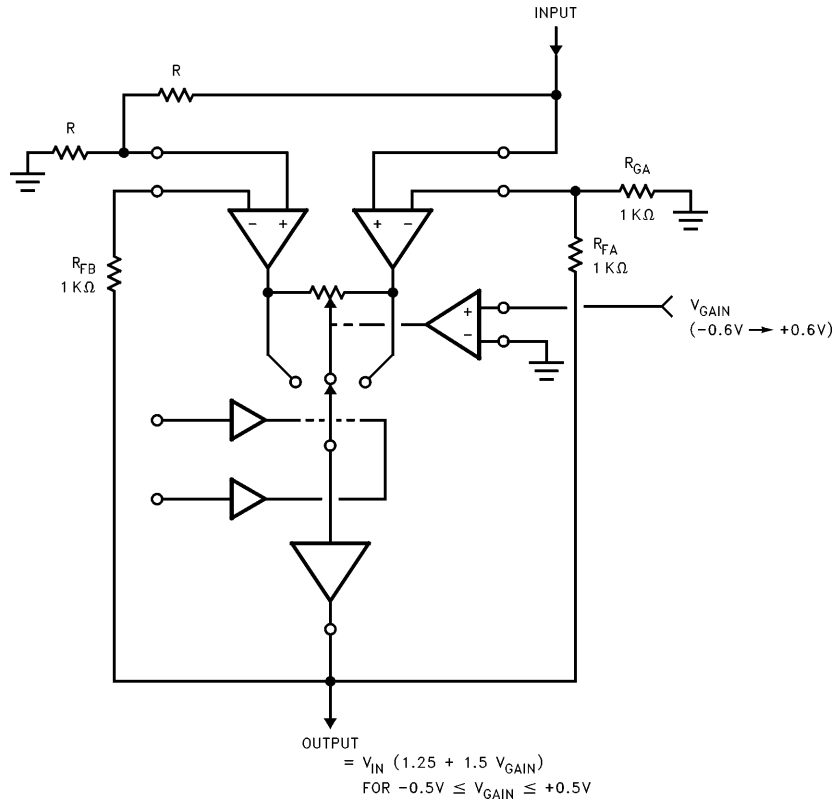 INPUT
R
R
R_GA
1 KΩ
R_FB
1 KΩ
R_FA
1 KΩ
− +
+ −
+
−
V_GAIN
(−0.6V → +0.6V)
OUTPUT
= V_IN (1.25 + 1.5 V_GAIN)
FOR −0.5V ≤ V_GAIN ≤ +0.5V